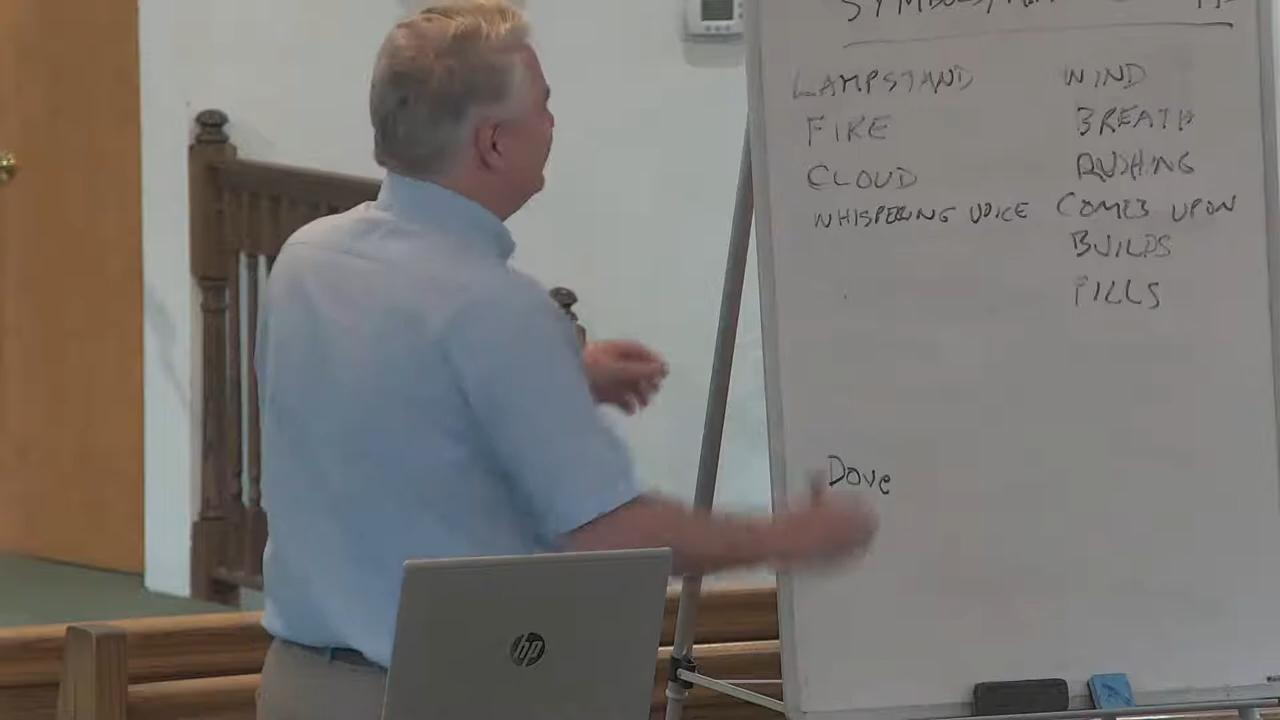 LAMPSTAND
FIRE
CLOUD
WHISPERING VOICE
WIND
BREATH
RUSHING
COMES UPON
BUILDS
FILLS
Dove
hp